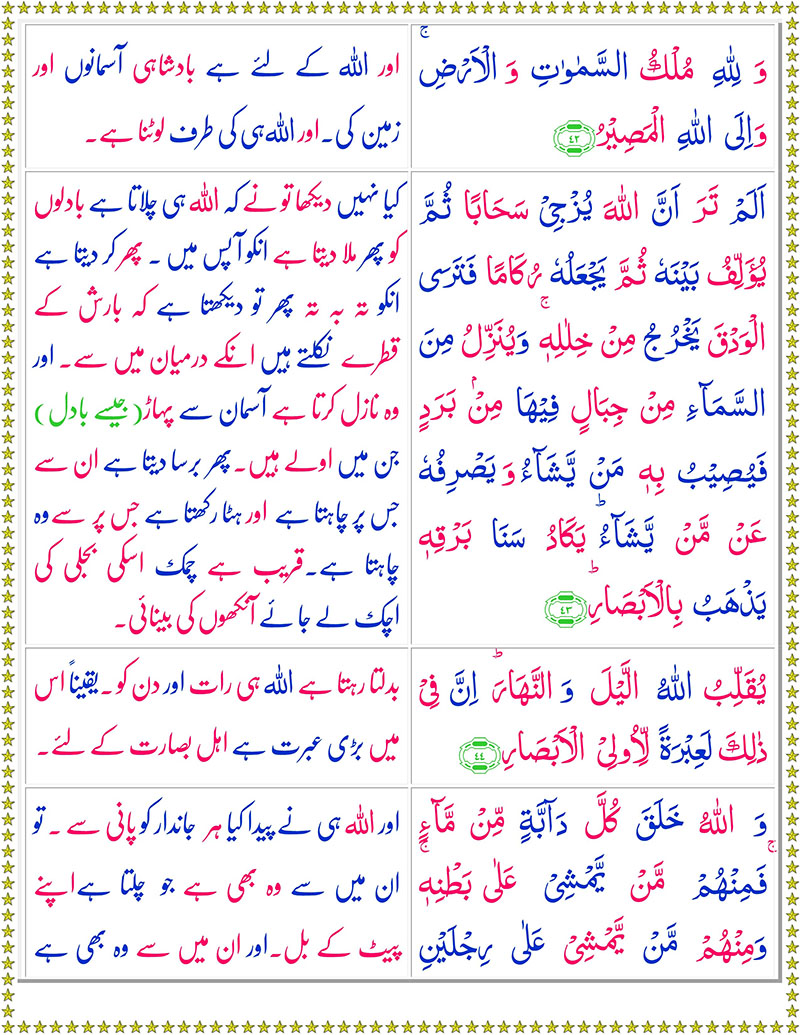 وَ لِلّٰهِ مُلْكُ السَّمٰوٰتِ وَ الْاَرْضِ ۚ
وَاِلَى اللّٰهِ الْمَصِيْرُ ﴿٤٢﴾
اور اللہ کے لئے ہے بادشاہی آسمانوں اور
زمین کی۔ اور اللہ ہی کی طرف لوٹنا ہے۔
اَلَمْ تَرَ اَنَّ اللّٰهَ يُزْجِىْ سَحَابًا ثُمَّ
يُؤَلِّفُ بَيْنَهٗ ثُمَّ يَجْعَلُهٗ رُكَامًا فَتَرَى
الْوَدْقَ يَخْرُجُ مِنْ خِلٰلِهٖ ۚ وَيُنَزِّلُ مِنَ
السَّمَآءِ مِنْ جِبَالٍ فِيْهَا مِنْۢ بَرَدٍ
فَيُصِيْبُ بِهٖ مَنْ يَّشَآءُ وَ يَصْرِفُهٗ
عَنْ مَّنْ يَّشَآءُ ؕ يَكَادُ سَنَا بَرْقِهٖ
يَذْهَبُ بِالْاَبْصَارِ ؕ ﴿٤٣﴾
کیا نہیں دیکھا تو نے کہ اللہ ہی چلاتا ہے بادلوں
کو پھر ملا دیتا ہے انکو آپس میں ۔ پھر کر دیتا ہے
انکو تہ بہ تہ پھر تو دیکھتا ہے کہ بارش کے
قطرے نکلتے ہیں انکے درمیان میں سے۔ اور
وہ نازل کرتا ہے آسمان سے پہاڑ (جیسے بادل)
جن میں اولے ہیں۔ پھر برسا دیتا ہے ان سے
جس پر چاہتا ہے اور ہٹا رکھتا ہے جس پر سے وہ
چاہتا ہے۔ قریب ہے چمک اسکی بجلی کی
اچک لے جائے آنکھوں کی بینائی۔
يُقَلِّبُ اللّٰهُ الَّيْلَ وَ النَّهَارَ ؕ اِنَّ فِىْ
ذٰلِكَ لَعِبْرَةً لِّاُولِى الْاَبْصَارِ ﴿٤٤﴾
بدلتا رہتا ہے اللہ ہی رات اور دن کو۔ یقیناً اس
میں بڑی عبرت ہے اہل بصارت کے لئے۔
وَ اللّٰهُ خَلَقَ كُلَّ دَآبَّةٍ مِّنْ مَّآءٍ ۚ
فَمِنْهُمْ مَّنْ يَّمْشِىْ عَلٰى بَطْنِهٖ ۚ
وَمِنْهُمْ مَّنْ يَّمْشِىْ عَلٰى رِجْلَيْنِ
اور اللہ ہی نے پیدا کیا ہر جاندار کو پانی سے ۔ تو
ان میں سے وہ بھی ہے جو چلتا ہے اپنے
پیٹ کے بل۔ اور ان میں سے وہ بھی ہے